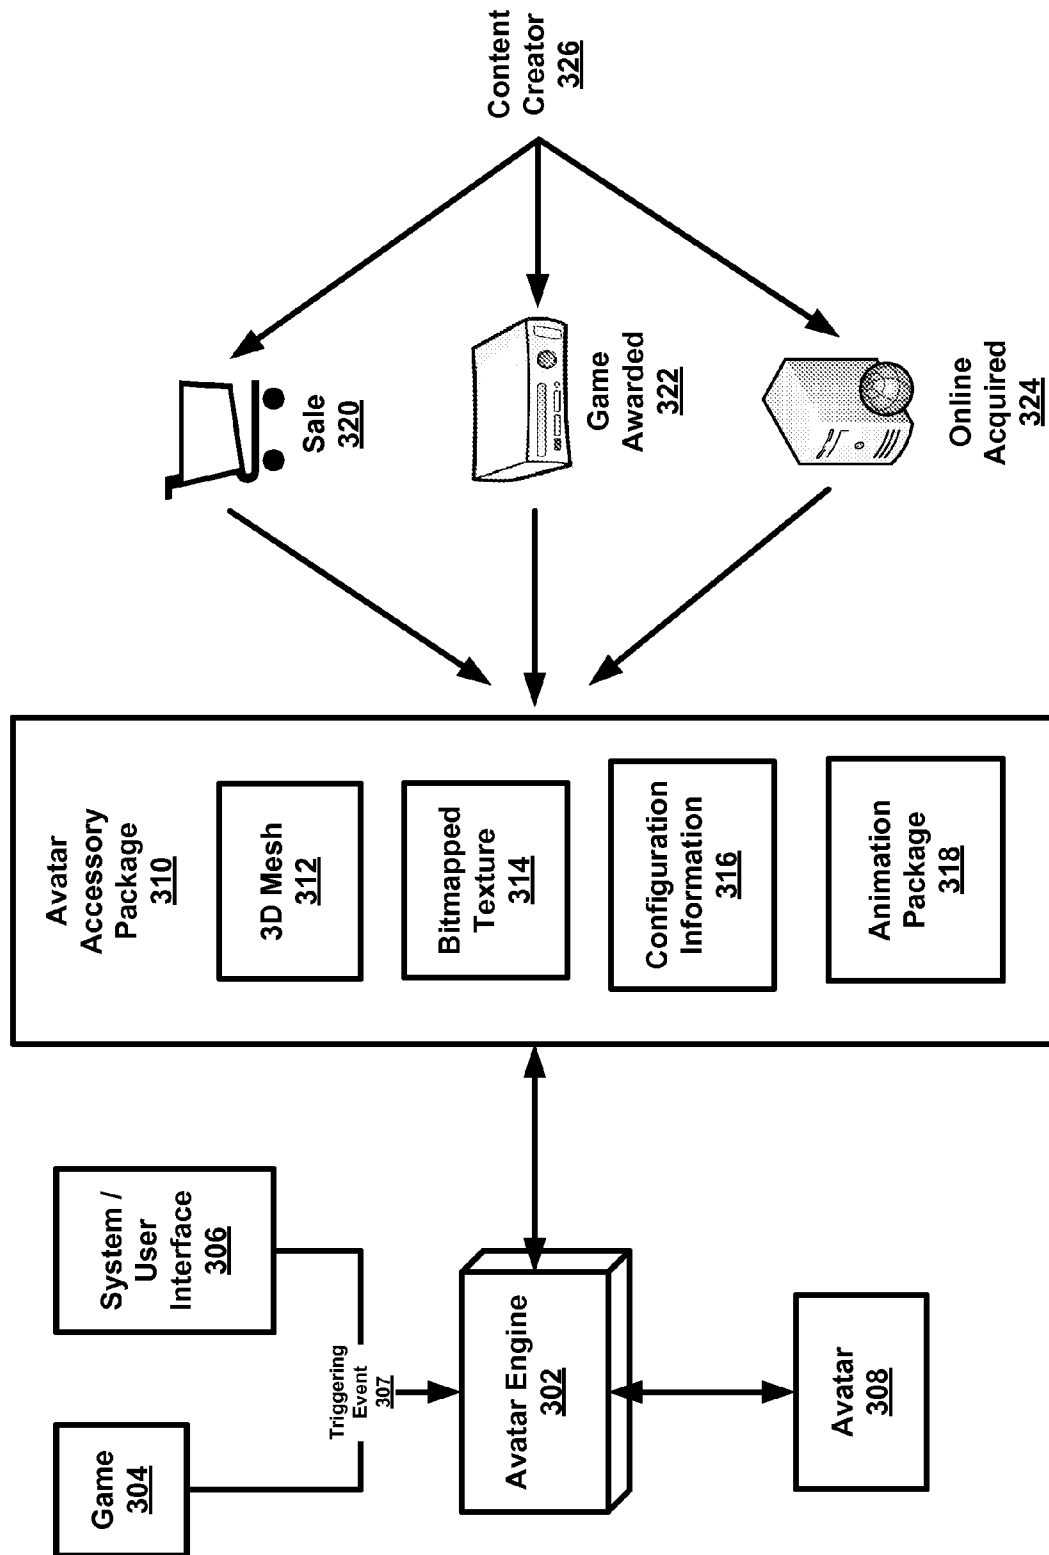 Game
304
System /
User
Interface
306
Triggering
Event
307
Avatar Engine
302
Avatar
308
Avatar
Accessory
Package
310
3D Mesh
312
Bitmapped
Texture
314
Configuration
Information
316
Animation
Package
318
Sale
320
Game
Awarded
322
Online
Acquired
324
Content
Creator
326